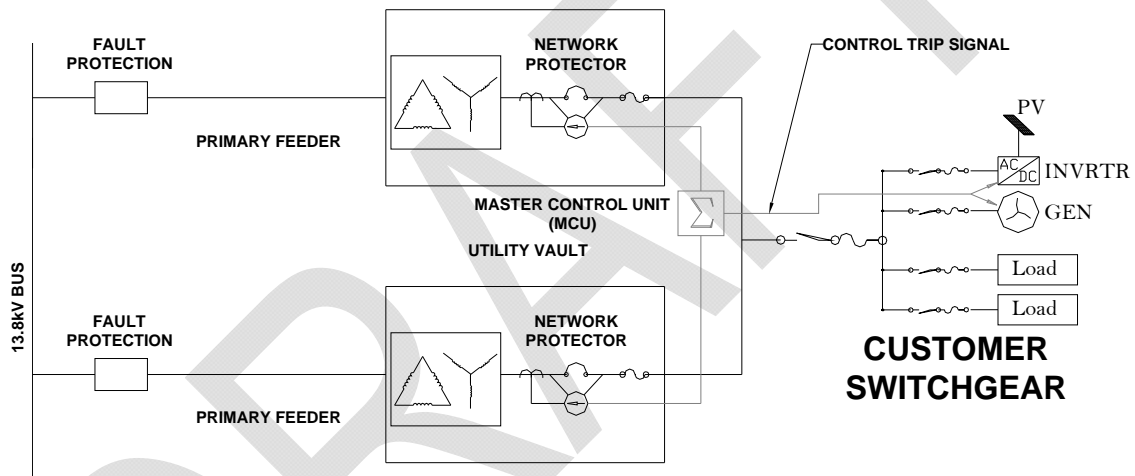 FAULT
PROTECTION
NETWORK
PROTECTOR
CONTROL TRIP SIGNAL
PRIMARY FEEDER
PV
AC
DC
INVRTR
GEN
MASTER CONTROL UNIT
(MCU)
Σ
UTILITY VAULT
13.8kV BUS
Load
Load
FAULT
PROTECTION
NETWORK
PROTECTOR
PRIMARY FEEDER
CUSTOMER
SWITCHGEAR
DRAFT